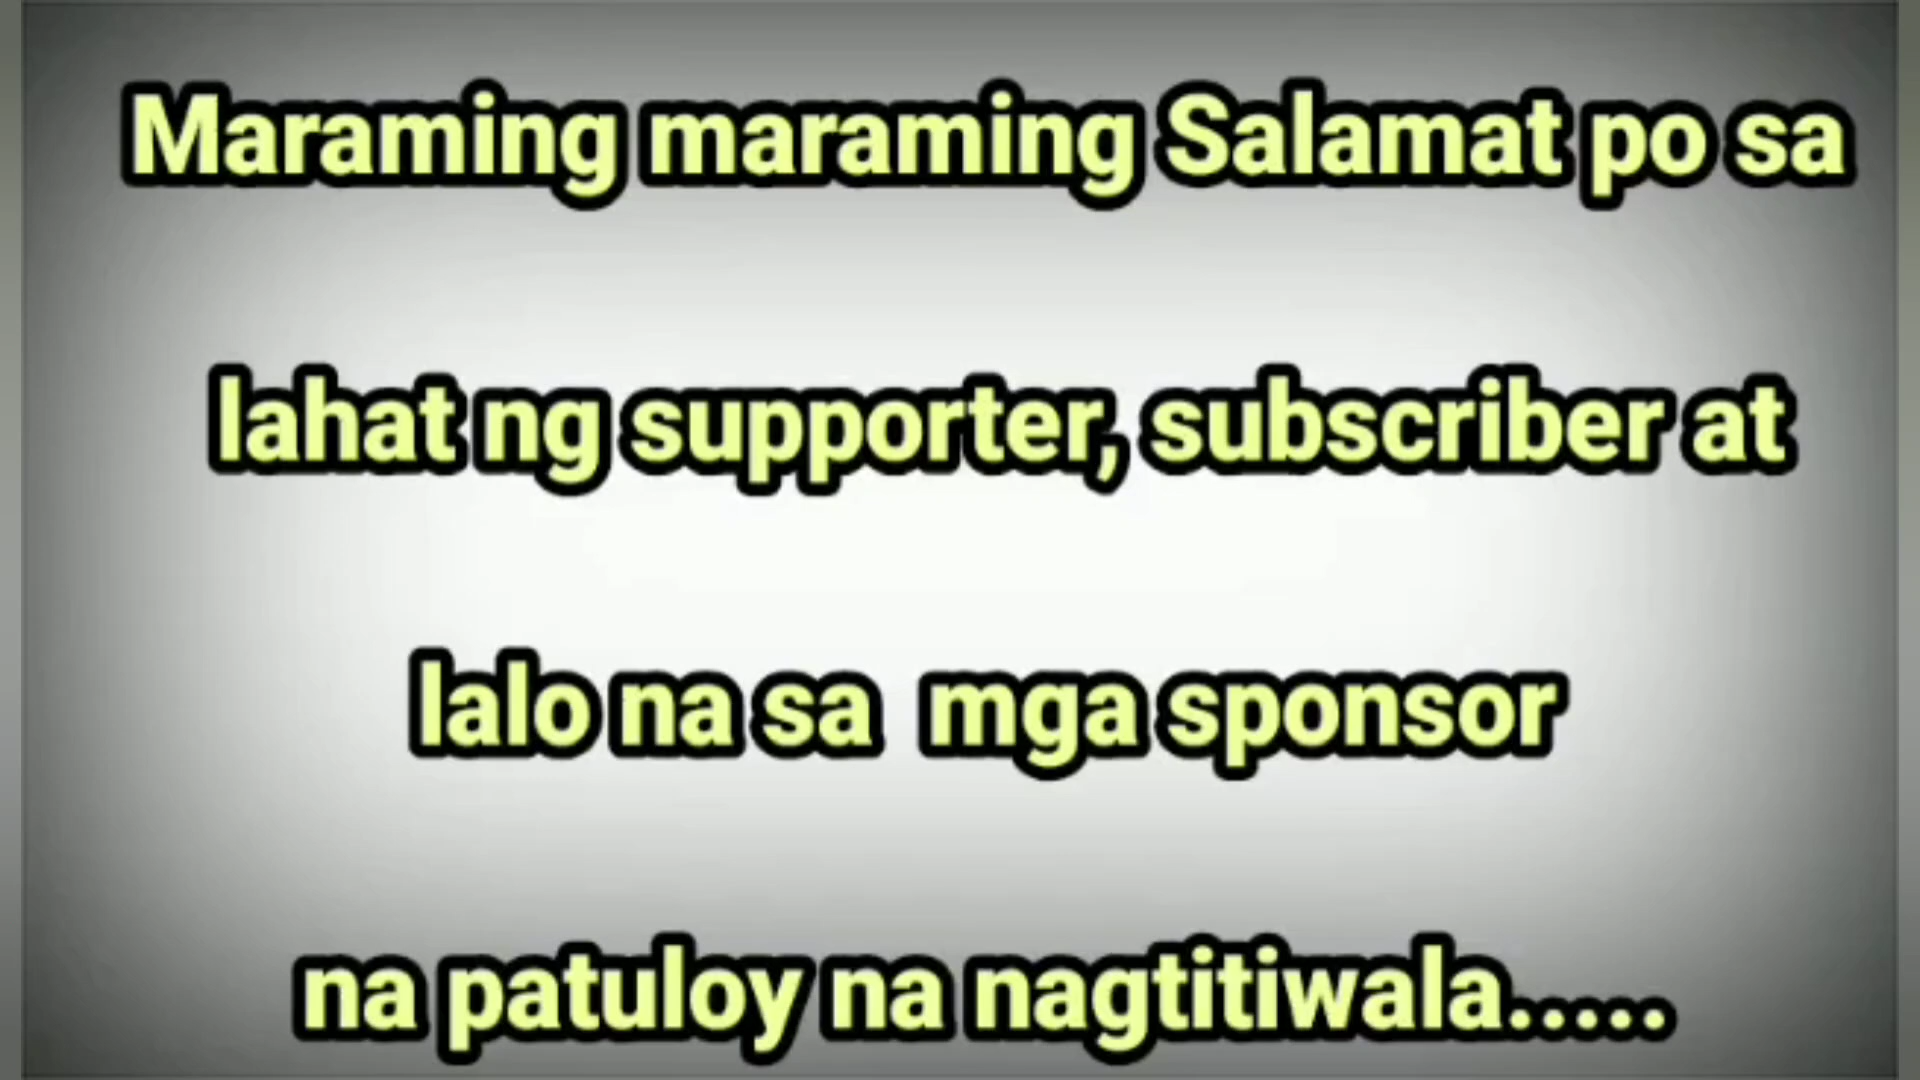 Maraming maraming Salamat po sa
lahat ng supporter, subscriber at
lalo na sa  mga sponsor
na patuloy na nagtitiwala.....